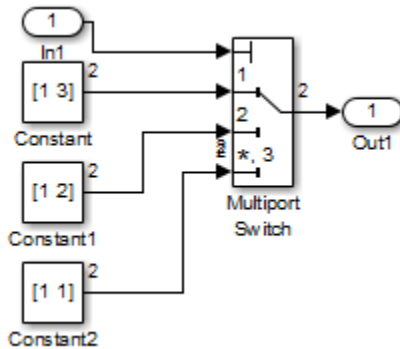 1
In1
2
[1 3]
Constant
2
[1 2]
Constant1
2
[1 1]
Constant2
1
2
*, 3
Multiport
Switch
2
1
Out1